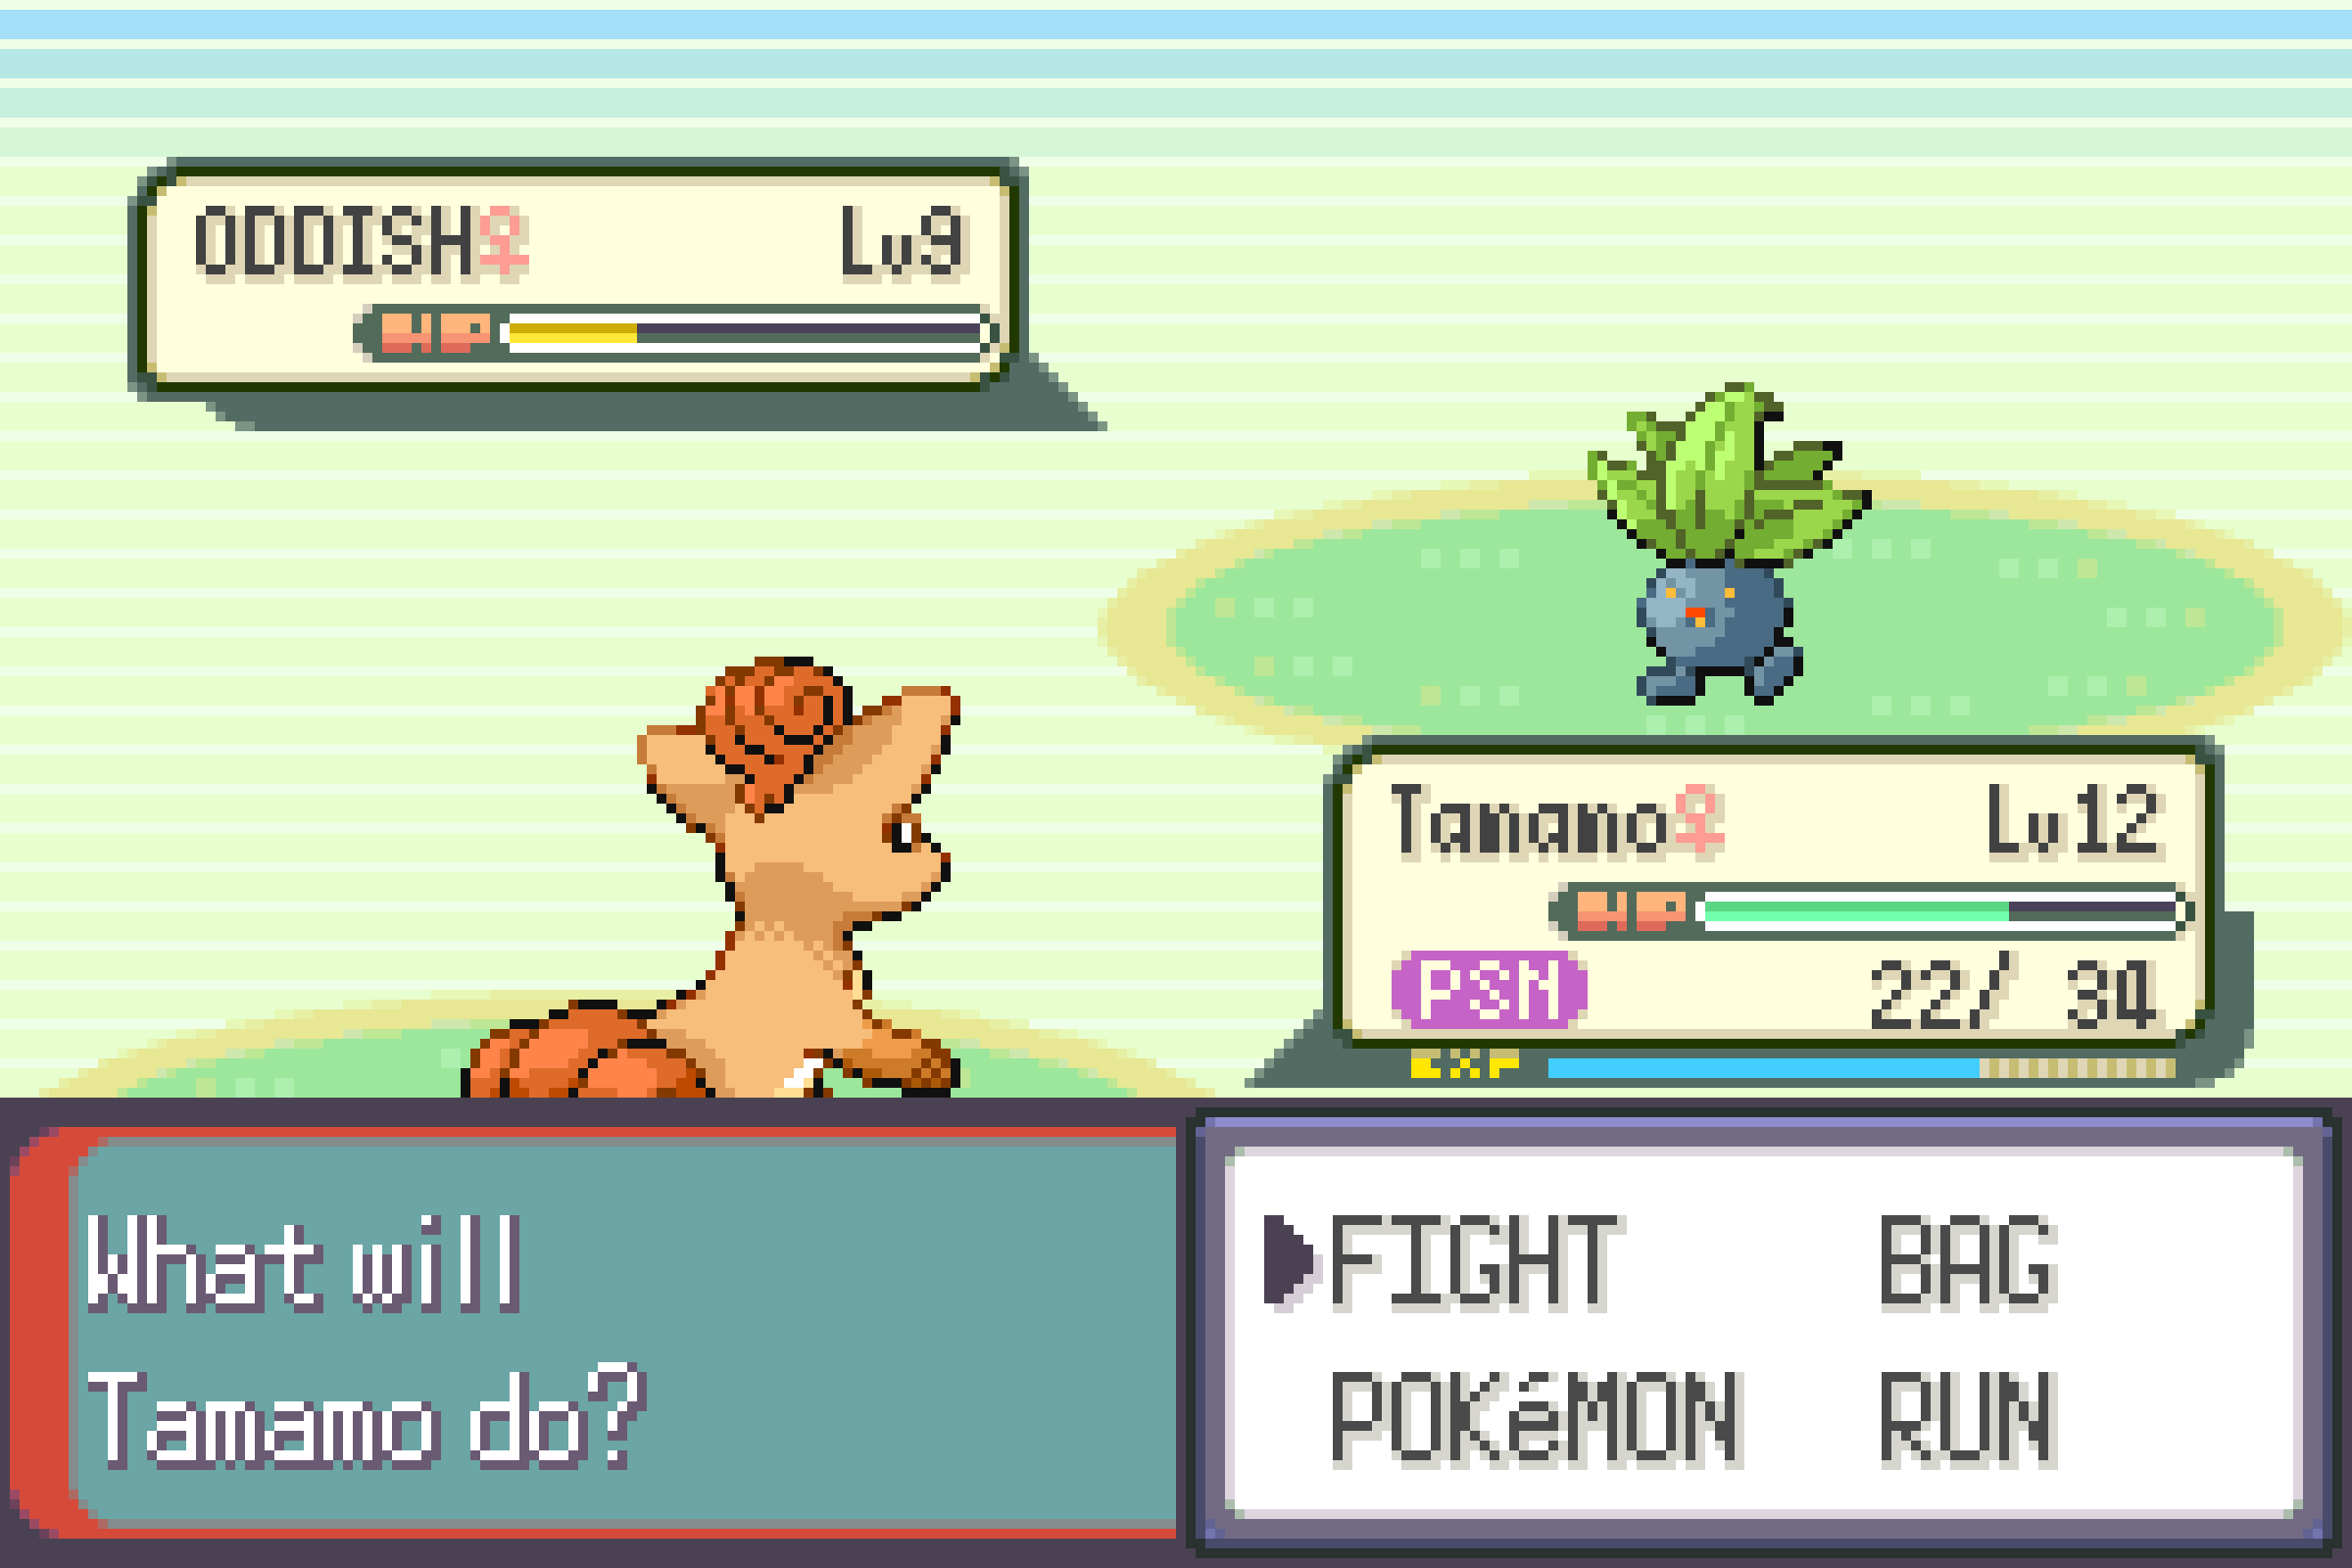 ODDISH♀ Lv9
HP
Tamamo♀ Lv12
HP
PSN 22/ 34
EXP
What will
Tamamo do?
FIGHT BAG
POKéMON RUN